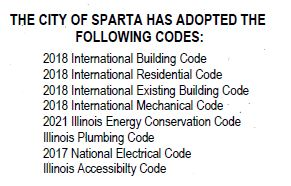 THE CITY OF SPARTA HAS ADOPTED THE
FOLLOWING CODES:
2018 International Building Code
2018 International Residential Code
2018 International Existing Building Code
2018 International Mechanical Code
2021 Illinois Energy Conservation Code
Illinois Plumbing Code
2017 National Electrical Code
Illinois Accessibilty Code